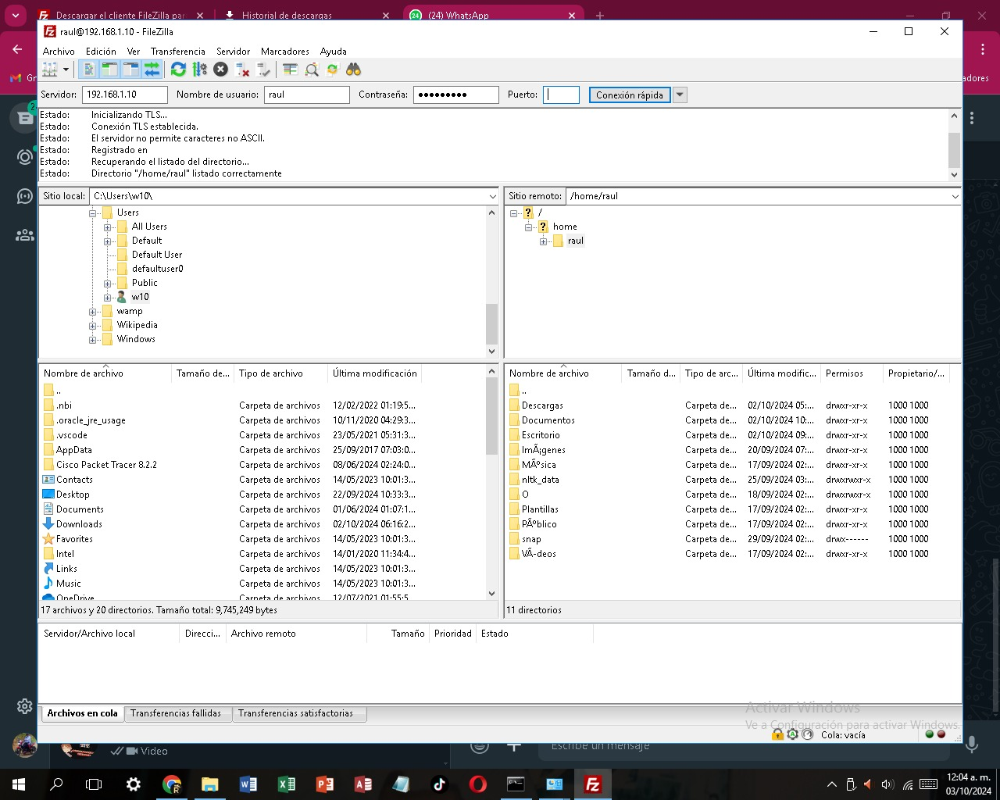 Descargar el cliente FileZilla par
Historial de descargas
(24) WhatsApp
raul@192.168.1.10 - FileZilla
Archivo Edición Ver Transferencia Servidor Marcadores Ayuda
Servidor: 192.168.1.10 Nombre de usuario: raul Contraseña: ●●●●●●●●● Puerto: Conexión rápida
Estado: Inicializando TLS...
Estado: Conexión TLS establecida.
Estado: El servidor no permite caracteres no ASCII.
Estado: Registrado en
Estado: Recuperando el listado del directorio...
Estado: Directorio "/home/raul" listado correctamente
Sitio local: C:\Users\w10\
Users
All Users
Default
Default User
defaultuser0
Public
w10
wamp
Wikipedia
Windows
Sitio remoto: /home/raul
/
home
raul
Nombre de archivo Tamaño de... Tipo de archivo Última modificación
..
.nbi Carpeta de archivos 12/02/2022 01:19:5...
.oracle_jre_usage Carpeta de archivos 10/11/2020 04:29:3...
.vscode Carpeta de archivos 23/05/2021 05:31:3...
AppData Carpeta de archivos 25/09/2017 07:03:0...
Cisco Packet Tracer 8.2.2 Carpeta de archivos 08/06/2024 02:24:0...
Contacts Carpeta de archivos 14/05/2023 10:01:3...
Desktop Carpeta de archivos 22/09/2024 10:33:3...
Documents Carpeta de archivos 01/06/2024 01:07:1...
Downloads Carpeta de archivos 02/10/2024 06:16:2...
Favorites Carpeta de archivos 14/05/2023 10:01:3...
Intel Carpeta de archivos 14/01/2020 11:34:4...
Links Carpeta de archivos 14/05/2023 10:01:3...
Music Carpeta de archivos 14/05/2023 10:01:3...
OneDrive Carpeta de archivos 12/07/2021 01:55:5
17 archivos y 20 directorios. Tamaño total: 9,745,249 bytes
Nombre de archivo Tamaño d... Tipo de arc... Última modific... Permisos Propietario/...
..
Descargas Carpeta de... 02/10/2024 05:... drwxr-xr-x 1000 1000
Documentos Carpeta de... 02/10/2024 10:... drwxr-xr-x 1000 1000
Escritorio Carpeta de... 02/10/2024 09:... drwxr-xr-x 1000 1000
ImÃ¡genes Carpeta de... 20/09/2024 07:... drwxr-xr-x 1000 1000
MÃºsica Carpeta de... 17/09/2024 02:... drwxr-xr-x 1000 1000
nltk_data Carpeta de... 25/09/2024 03:... drwxrwxr-x 1000 1000
O Carpeta de... 18/09/2024 02:... drwxrwxr-x 1000 1000
Plantillas Carpeta de... 17/09/2024 02:... drwxr-xr-x 1000 1000
PÃºblico Carpeta de... 17/09/2024 02:... drwxr-xr-x 1000 1000
snap Carpeta de... 29/09/2024 02:... drwx------ 1000 1000
VÃ-deos Carpeta de... 17/09/2024 02:... drwxr-xr-x 1000 1000
11 directorios
Servidor/Archivo local Direcci... Archivo remoto Tamaño Prioridad Estado
Archivos en cola Transferencias fallidas Transferencias satisfactorias
Activar Windows
Ve a Configuración para activar Windows.
Cola: vacía
Video
Escribe un mensaje
12:04 a. m.
03/10/2024